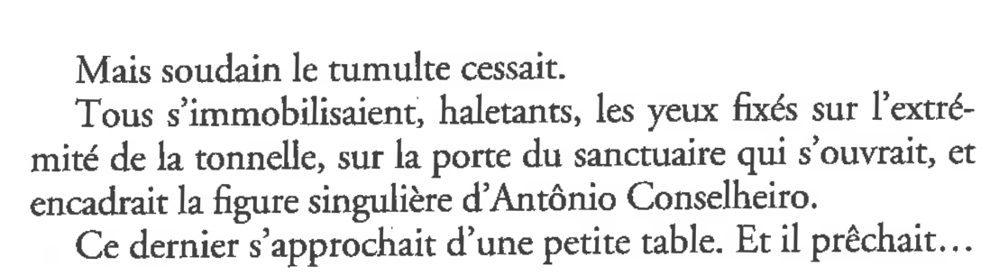 Mais soudain le tumulte cessait.
Tous s'immobilisaient, haletants, les yeux fixés sur l'extré-
mité de la tonnelle, sur la porte du sanctuaire qui s'ouvrait, et
encadrait la figure singulière d'Antônio Conselheiro.
Ce dernier s'approchait d'une petite table. Et il prêchait…